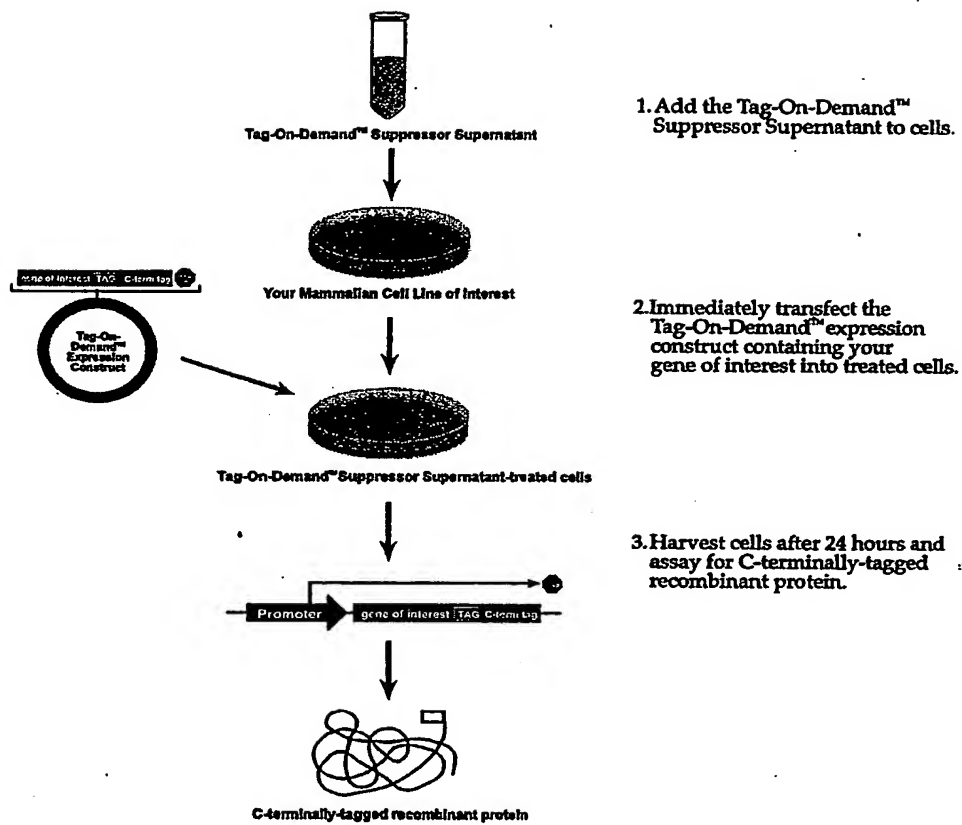 Tag-On-Demand™ Suppressor Supernatant
1. Add the Tag-On-Demand™
Suppressor Supernatant to cells.
Your Mammalian Cell Line of Interest
gene of interest TAG C-term tag
Tag-On-
Demand™
Expression
Construct
2. Immediately transfect the
Tag-On-Demand™ expression
construct containing your
gene of interest into treated cells.
Tag-On-Demand™ Suppressor Supernatant-treated cells
3. Harvest cells after 24 hours and
assay for C-terminally-tagged
recombinant protein.
Promoter gene of interest TAG C-term tag
C-terminally-tagged recombinant protein